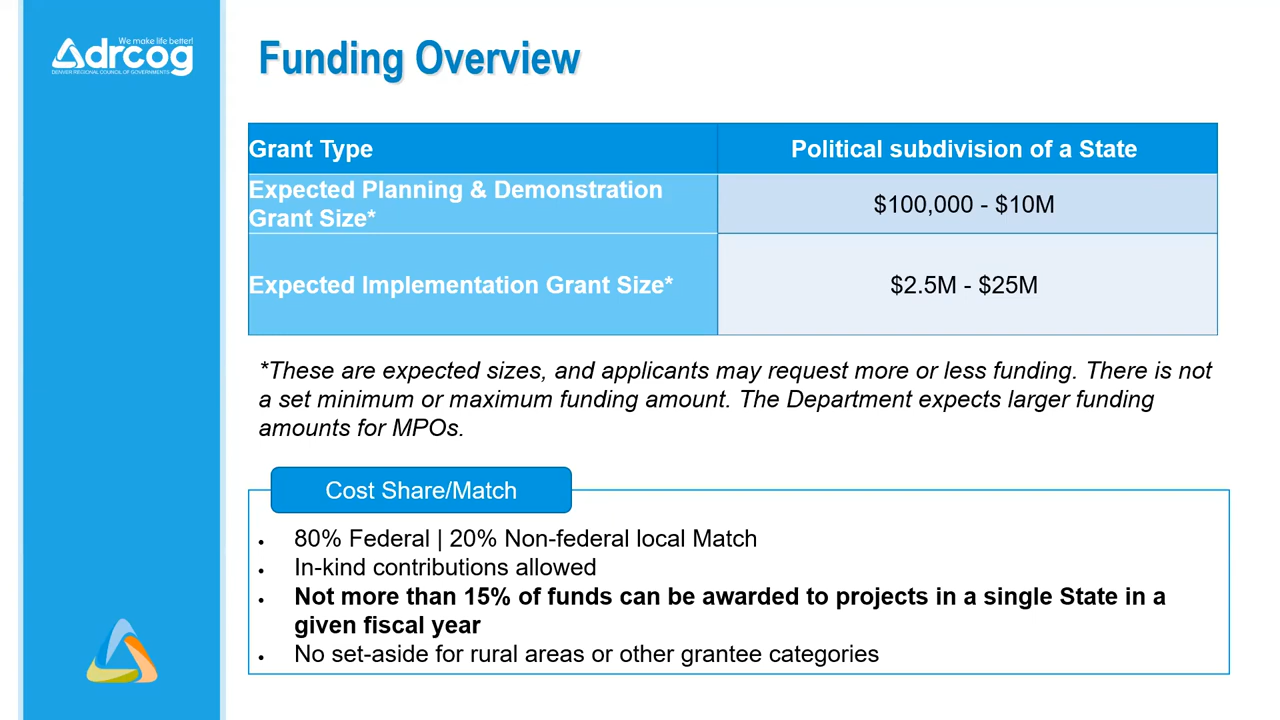 We make life better!
drcog
DENVER REGIONAL COUNCIL OF GOVERNMENTS
Funding Overview
Grant Type
Political subdivision of a State
Expected Planning & Demonstration
Grant Size*
$100,000 - $10M
Expected Implementation Grant Size*
$2.5M - $25M
*These are expected sizes, and applicants may request more or less funding. There is not
a set minimum or maximum funding amount. The Department expects larger funding
amounts for MPOs.
Cost Share/Match
• 80% Federal | 20% Non-federal local Match
• In-kind contributions allowed
• Not more than 15% of funds can be awarded to projects in a single State in a
given fiscal year
• No set-aside for rural areas or other grantee categories